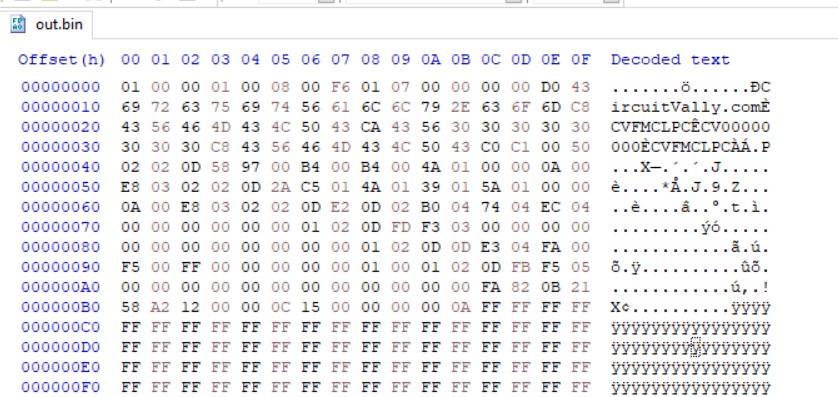 out.bin
Offset(h) 00 01 02 03 04 05 06 07 08 09 0A 0B 0C 0D 0E 0F Decoded text
00000000 01 00 00 01 00 08 00 F6 01 07 00 00 00 00 D0 43 .......ö......ÐC
00000010 69 72 63 75 69 74 56 61 6C 6C 79 2E 63 6F 6D C8 ircuitVally.comÈ
00000020 43 56 46 4D 43 4C 50 43 CA 43 56 30 30 30 30 30 CVFMCLPCÊCV00000
00000030 30 30 30 C8 43 56 46 4D 43 4C 50 43 C0 C1 00 50 000ÈCVFMCLPCÀÁ.P
00000040 02 02 0D 58 97 00 B4 00 B4 00 4A 01 00 00 0A 00 ...X—.´.´.J.....
00000050 E8 03 02 02 0D 2A C5 01 4A 01 39 01 5A 01 00 00 è....*Å.J.9.Z...
00000060 0A 00 E8 03 02 02 0D E2 0D 02 B0 04 74 04 EC 04 ..è....â..°.t.ì.
00000070 00 00 00 00 00 00 01 02 0D FD F3 03 00 00 00 00 .........ýó.....
00000080 00 00 00 00 00 00 00 00 01 02 0D 0D E3 04 FA 00 ............ã.ú.
00000090 F5 00 FF 00 00 00 00 00 01 00 01 02 0D FB F5 05 õ.ÿ..........ûõ.
000000A0 00 00 00 00 00 00 00 00 00 00 00 00 FA 82 0B 21 ............ú‚.!
000000B0 58 A2 12 00 00 0C 15 00 00 00 00 0A FF FF FF FF X¢..........ÿÿÿÿ
000000C0 FF FF FF FF FF FF FF FF FF FF FF FF FF FF FF FF ÿÿÿÿÿÿÿÿÿÿÿÿÿÿÿÿ
000000D0 FF FF FF FF FF FF FF FF FF FF FF FF FF FF FF FF ÿÿÿÿÿÿÿÿÿÿÿÿÿÿÿÿ
000000E0 FF FF FF FF FF FF FF FF FF FF FF FF FF FF FF FF ÿÿÿÿÿÿÿÿÿÿÿÿÿÿÿÿ
000000F0 FF FF FF FF FF FF FF FF FF FF FF FF FF FF FF FF ÿÿÿÿÿÿÿÿÿÿÿÿÿÿÿÿ